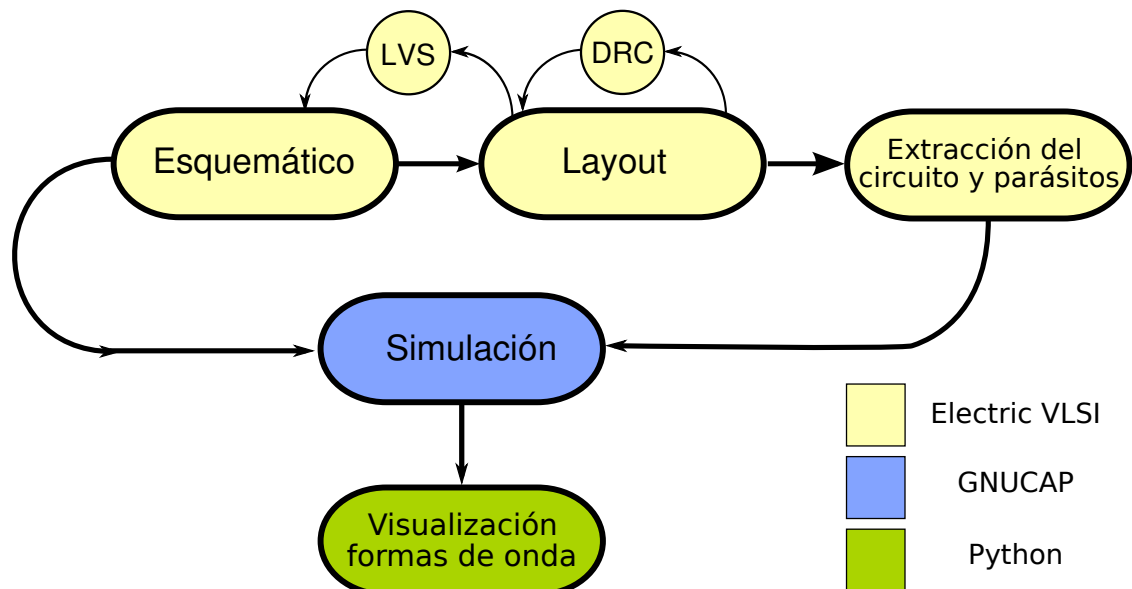 LVS
DRC
Esquemático
Layout
Extracción del
circuito y parásitos
Simulación
Electric VLSI
GNUCAP
Visualización
formas de onda
Python